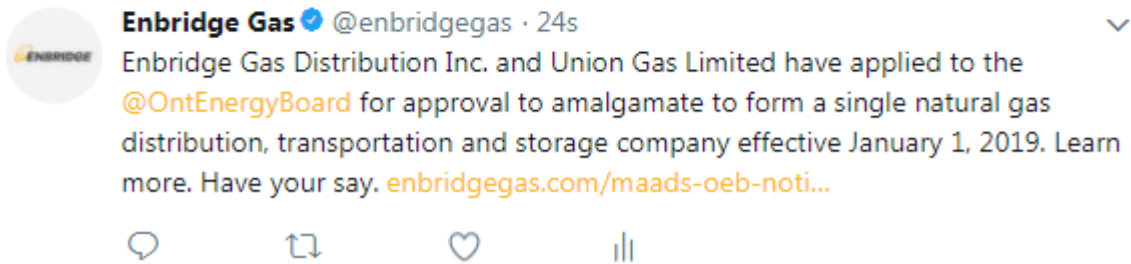 Enbridge Gas @enbridgegas · 24s
ENBRIDGE
Enbridge Gas Distribution Inc. and Union Gas Limited have applied to the
@OntEnergyBoard for approval to amalgamate to form a single natural gas
distribution, transportation and storage company effective January 1, 2019. Learn
more. Have your say. enbridgegas.com/maads-oeb-noti...